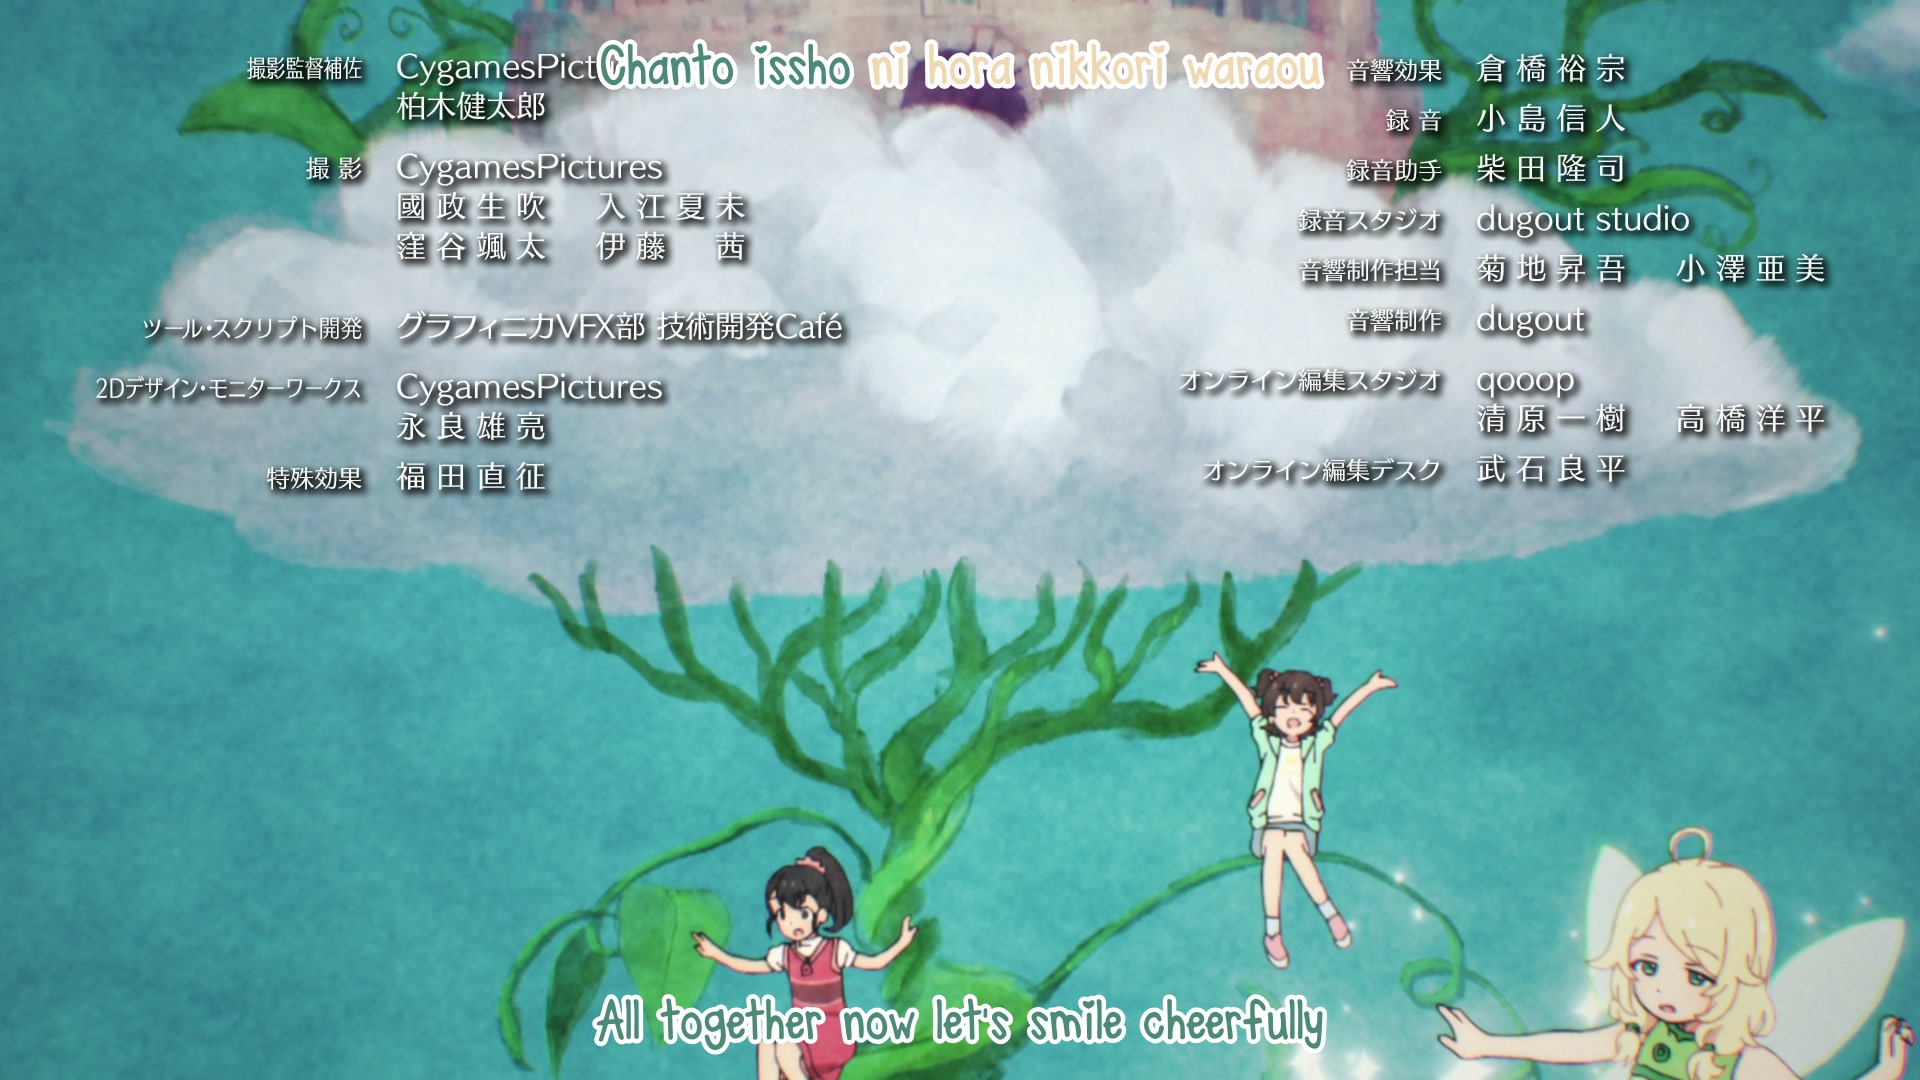 Chanto issho ni hora nikkori waraou
撮影監督補佐 CygamesPict
柏木健太郎
撮影 CygamesPictures
國政生吹 入江夏未
窪谷颯太 伊藤 茜
ツール・スクリプト開発 グラフィニカVFX部 技術開発Café
2Dデザイン・モニターワークス CygamesPictures
永良雄亮
特殊効果 福田直征
音響効果 倉橋裕宗
録音 小島信人
録音助手 柴田隆司
録音スタジオ dugout studio
音響制作担当 菊地昇吾 小澤亜美
音響制作 dugout
オンライン編集スタジオ qooop
清原一樹 高橋洋平
オンライン編集デスク 武石良平
All together now let's smile cheerfully